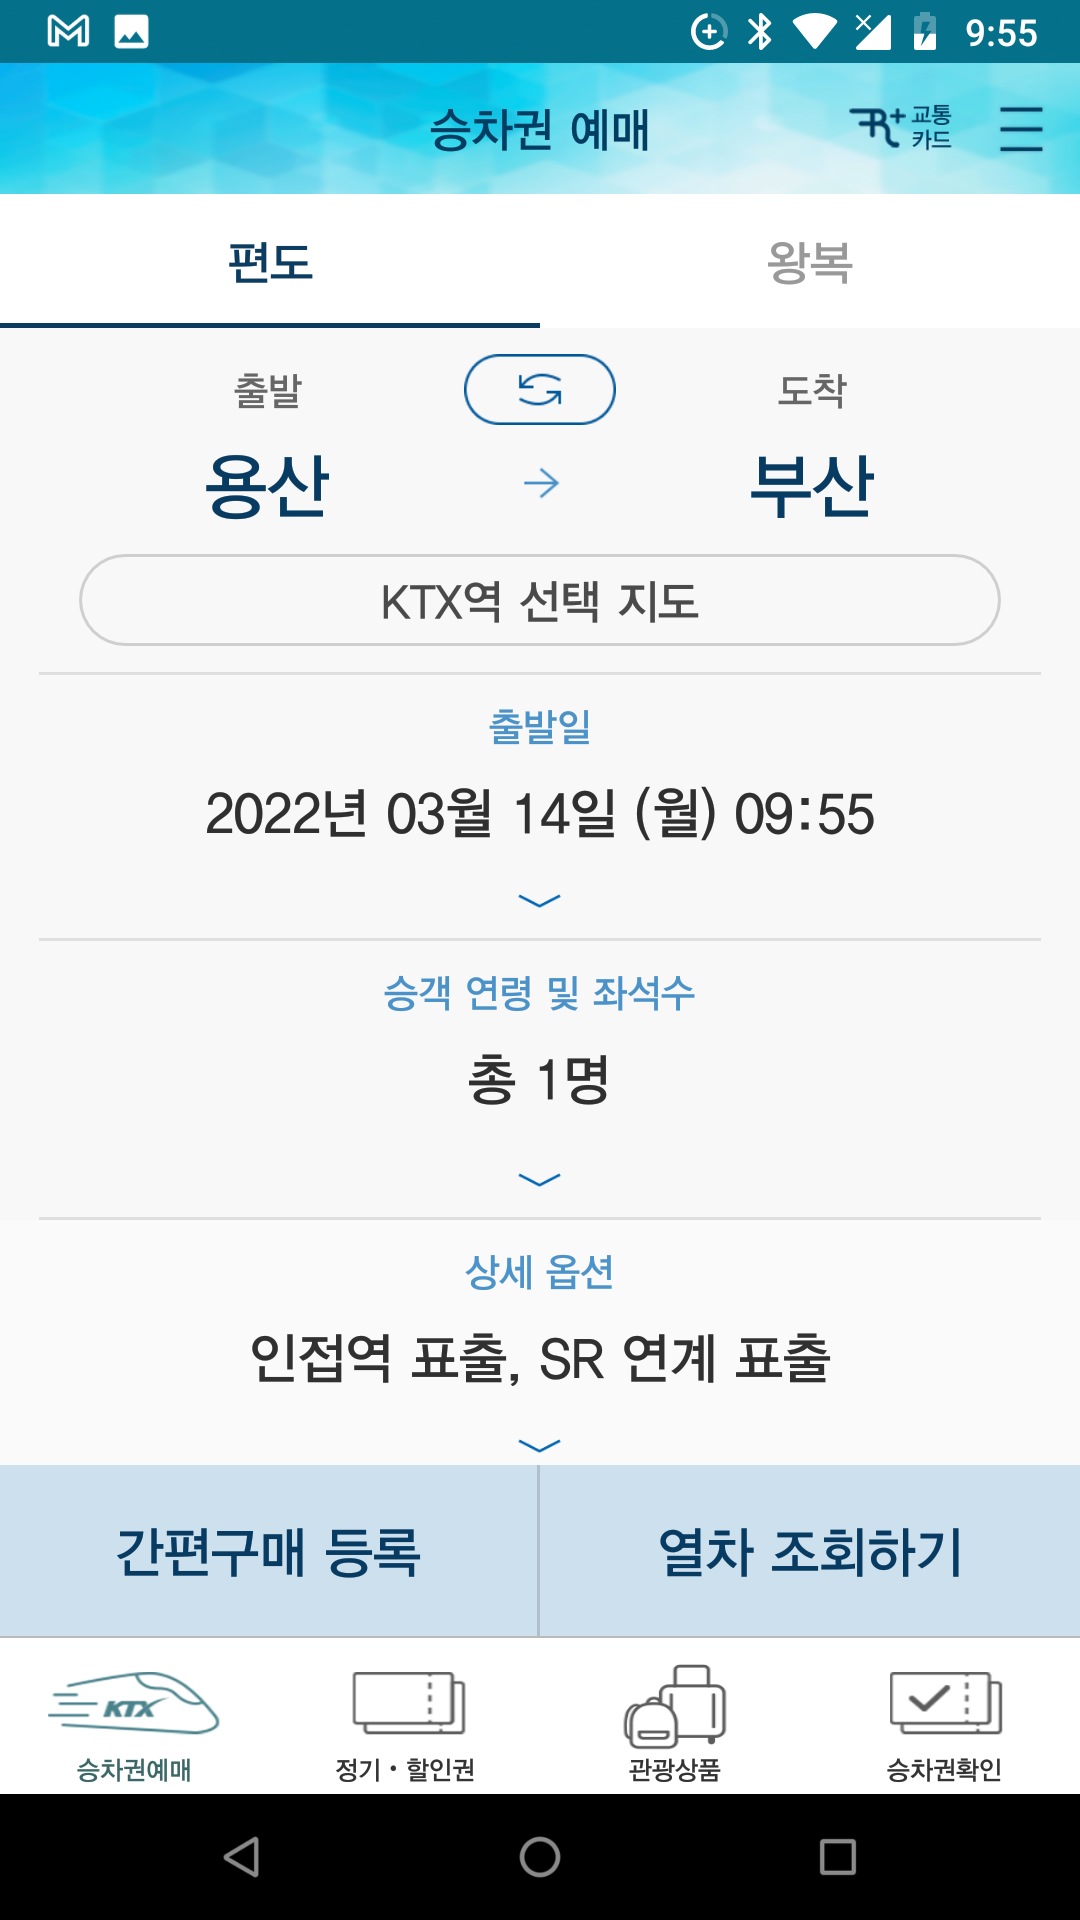 9:55
승차권 예매
R+ 교통
카드
편도
왕복
출발
도착
용산
부산
KTX역 선택 지도
출발일
2022년 03월 14일 (월) 09:55
승객 연령 및 좌석수
총 1명
상세 옵션
인접역 표출, SR 연계 표출
간편구매 등록
열차 조회하기
KTX
승차권예매
정기・할인권
관광상품
승차권확인